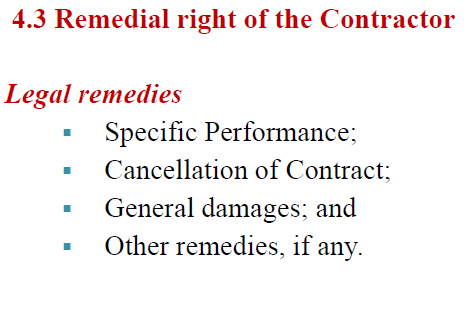 4.3 Remedial right of the Contractor
Legal remedies
▪ Specific Performance;
▪ Cancellation of Contract;
▪ General damages; and
▪ Other remedies, if any.